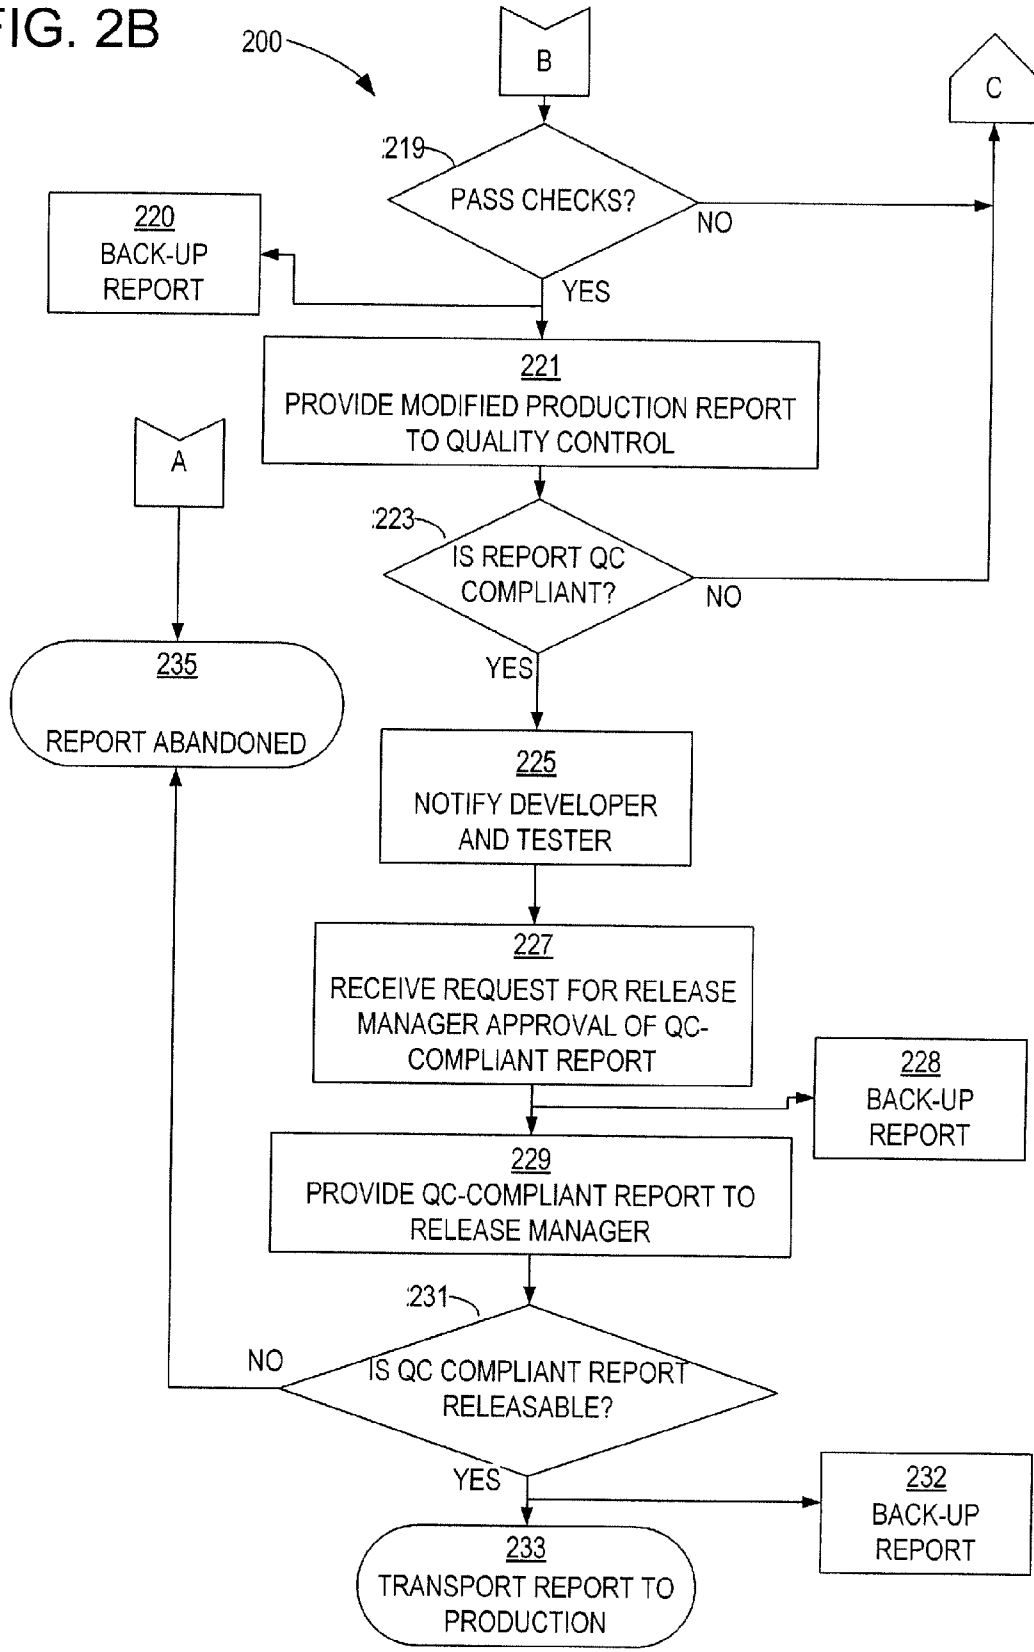 FIG. 2B
200
B
C
219
PASS CHECKS?
NO
220
BACK-UP
REPORT
YES
221
PROVIDE MODIFIED PRODUCTION REPORT
TO QUALITY CONTROL
A
223
IS REPORT QC
COMPLIANT?
NO
YES
235
REPORT ABANDONED
225
NOTIFY DEVELOPER
AND TESTER
227
RECEIVE REQUEST FOR RELEASE
MANAGER APPROVAL OF QC-
COMPLIANT REPORT
228
BACK-UP
REPORT
229
PROVIDE QC-COMPLIANT REPORT TO
RELEASE MANAGER
231
NO
IS QC COMPLIANT REPORT
RELEASABLE?
YES
232
BACK-UP
REPORT
233
TRANSPORT REPORT TO
PRODUCTION